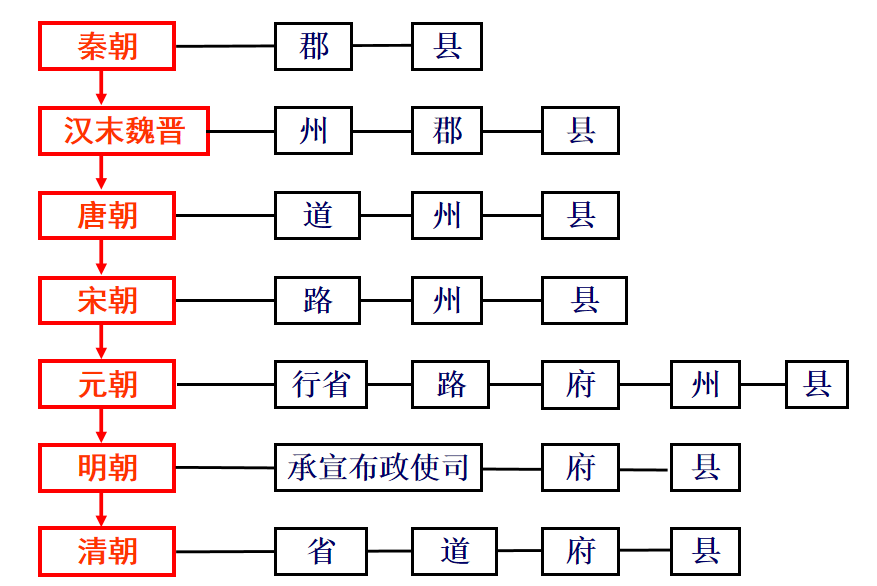 秦朝 郡 县
汉末魏晋 州 郡 县
唐朝 道 州 县
宋朝 路 州 县
元朝 行省 路 府 州 县
明朝 承宣布政使司 府 县
清朝 省 道 府 县